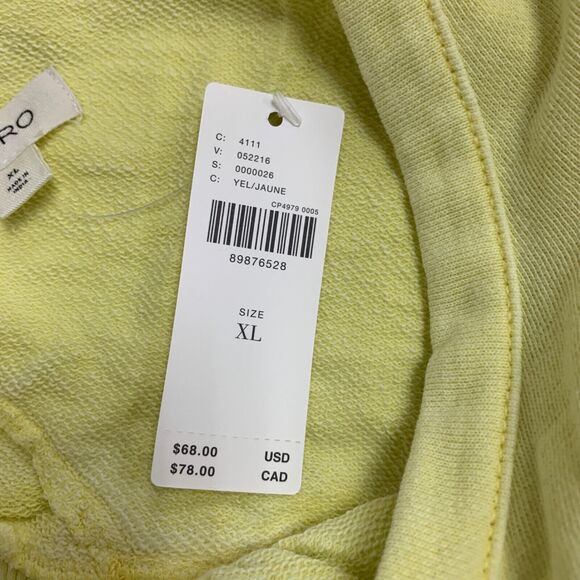 RO
XL
MADE IN
INDIA
C: 4111
V: 052216
S: 0000026
C: YEL/JAUNE
CP4979 0005
89876528
SIZE
XL
$68.00 USD
$78.00 CAD